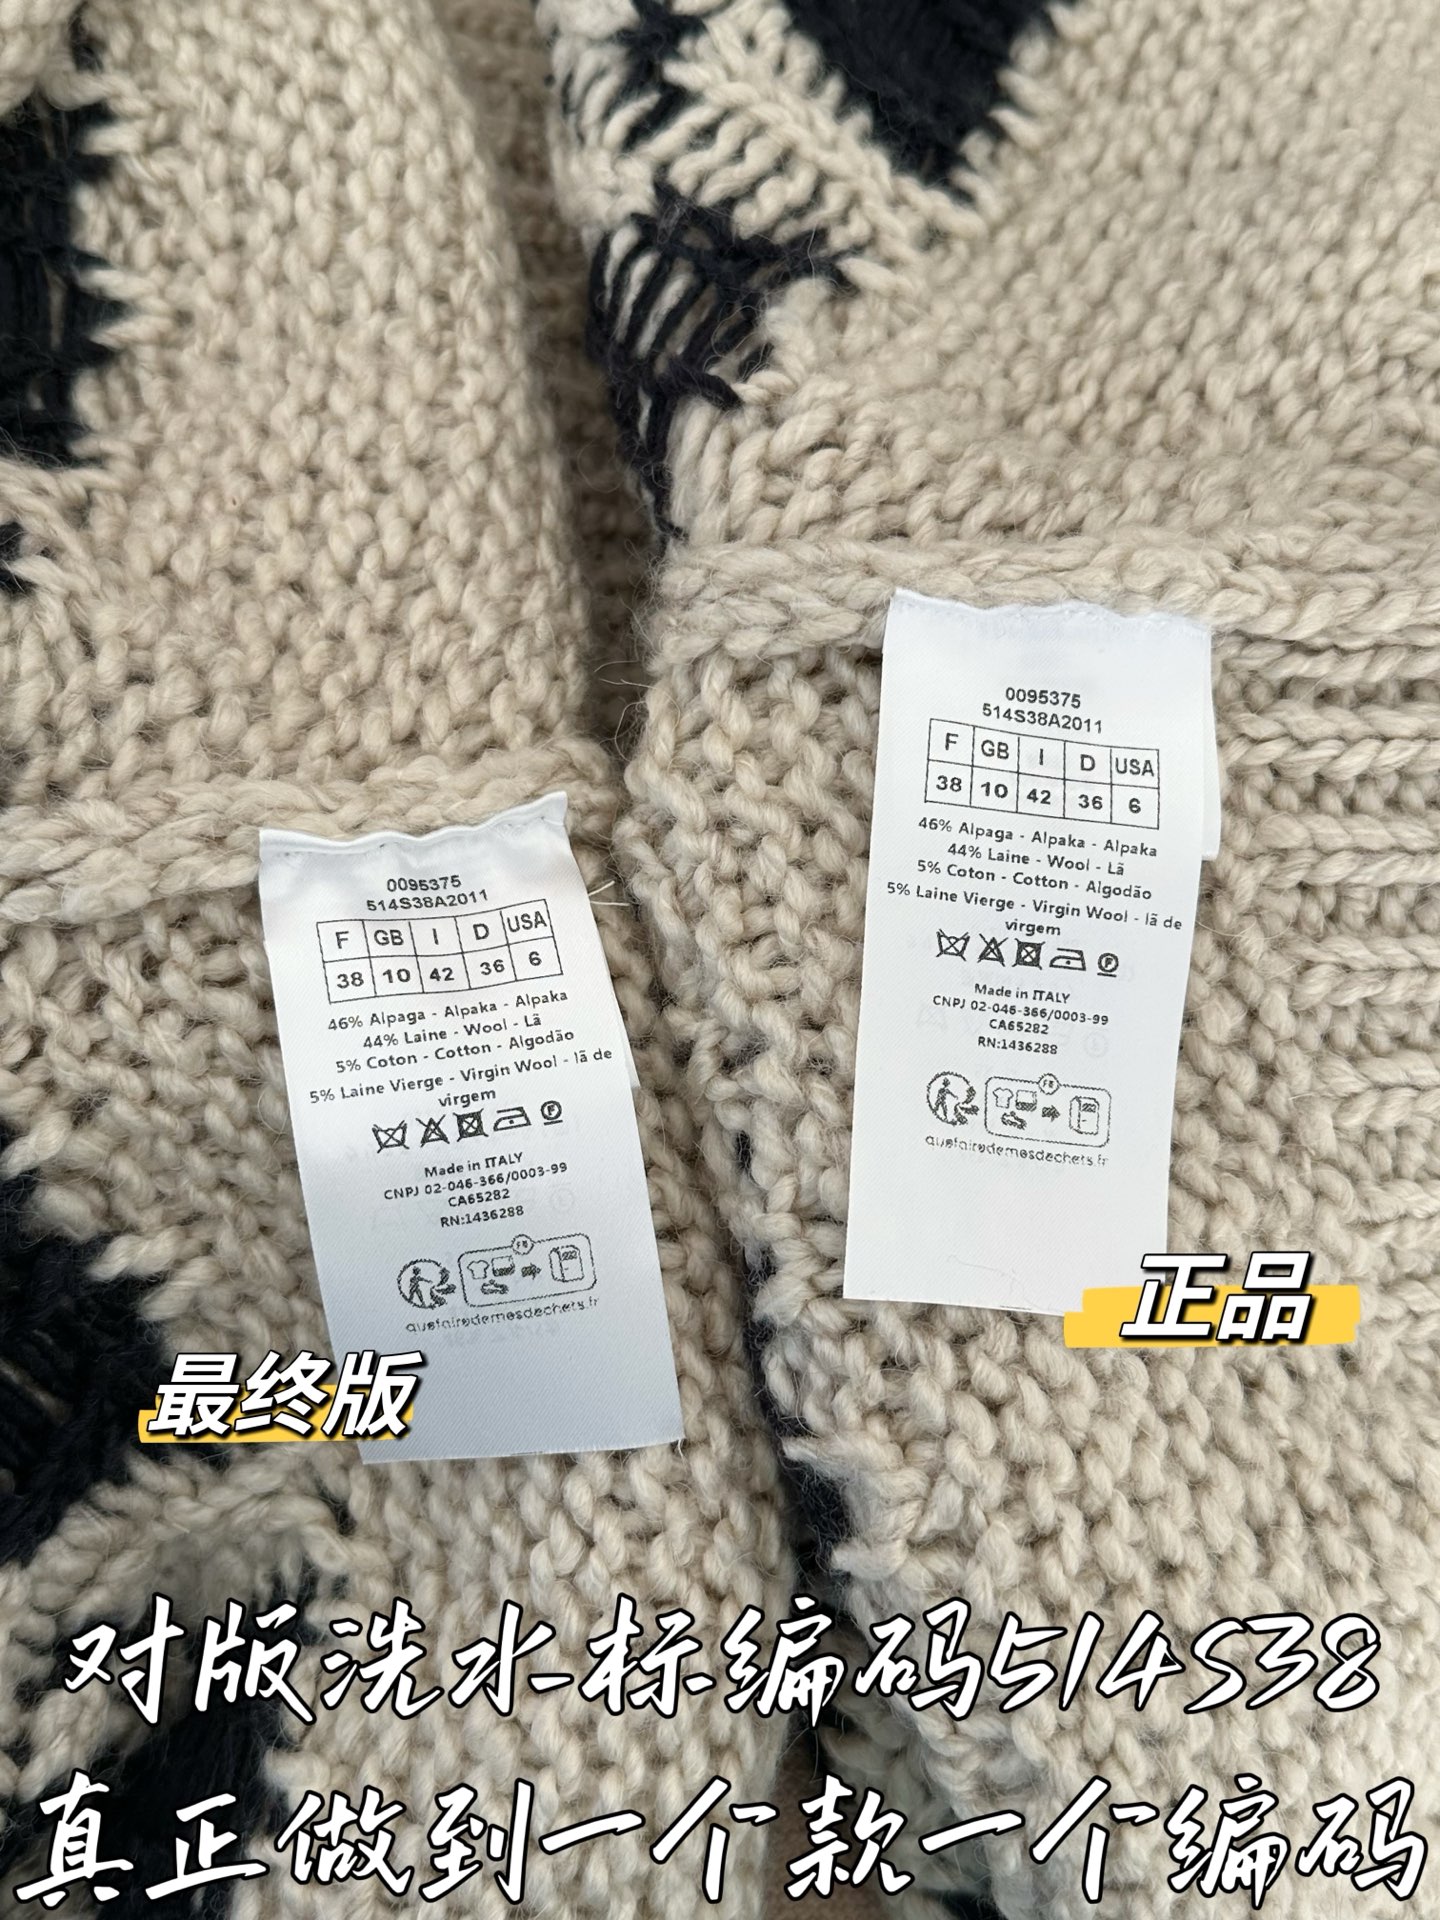 0095375
514S38A2011
F GB I D USA
38 10 42 36 6
46% Alpaga - Alpaka - Alpaka
44% Laine - Wool - Lã
5% Coton - Cotton - Algodão
5% Laine Vierge - Virgin Wool - lã de
virgem
Made in ITALY
CNPJ 02-046-366/0003-99
CA65282
RN:1436288
FR
quefairedemesdechets.fr
正品
0095375
514S38A2011
F GB I D USA
38 10 42 36 6
46% Alpaga - Alpaka - Alpaka
44% Laine - Wool - Lã
5% Coton - Cotton - Algodão
5% Laine Vierge - Virgin Wool - lã de
virgem
Made in ITALY
CNPJ 02-046-366/0003-99
CA65282
RN:1436288
FR
quefairedemesdechets.fr
最终版
对版洗水标编码514S38
真正做到一个款一个编码